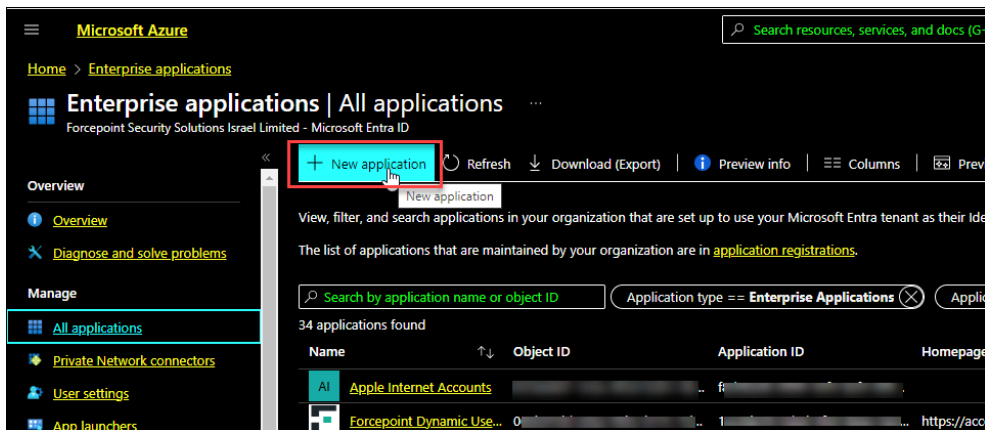 Microsoft Azure
Search resources, services, and docs (G+
Home > Enterprise applications
Enterprise applications | All applications ...
Forcepoint Security Solutions Israel Limited - Microsoft Entra ID
«
+ New application
Refresh
Download (Export)
Preview info
Columns
Prev
New application
Overview
Overview
Diagnose and solve problems
Manage
All applications
Private Network connectors
User settings
App launchers
View, filter, and search applications in your organization that are set up to use your Microsoft Entra tenant as their Ide
The list of applications that are maintained by your organization are in application registrations.
Search by application name or object ID
Application type == Enterprise Applications
Applic
34 applications found
Name ↑↓ Object ID Application ID Homepage
AI Apple Internet Accounts
Forcepoint Dynamic Use... https://acco